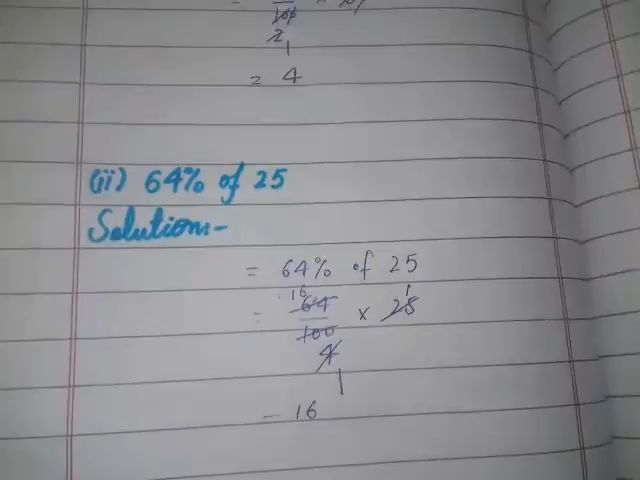 100
2
1
= 4
(ii) 64% of 25
Solution:-
= 64% of 25
16 1
= 64/100 × 25
4
1
= 16